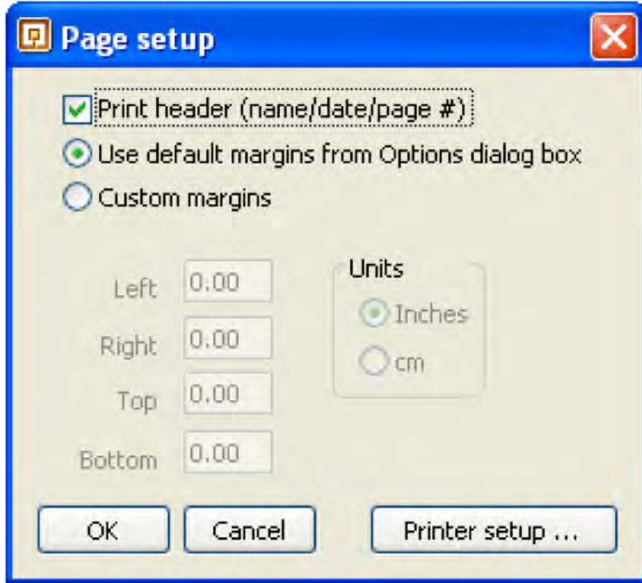 Page setup
Print header (name/date/page #)
Use default margins from Options dialog box
Custom margins
Left 0.00
Right 0.00
Top 0.00
Bottom 0.00
Units
Inches
cm
OK Cancel Printer setup ...